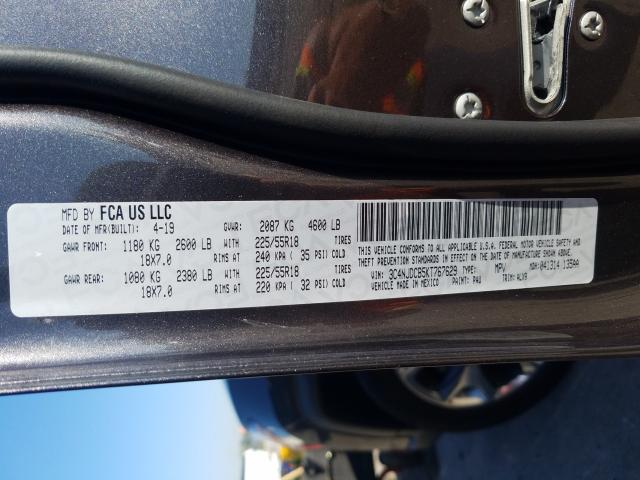 MFD BY FCA US LLC
DATE OF MFR(BUILT): 4-19 GVWR: 2087 KG 4600 LB
GAWR FRONT: 1180 KG 2600 LB WITH 225/55R18 TIRES
18X7.0 RIMS AT 240 KPA ( 35 PSI) COLD
GAWR REAR: 1080 KG 2380 LB WITH 225/55R18 TIRES
18X7.0 RIMS AT 220 KPA ( 32 PSI) COLD
THIS VEHICLE CONFORMS TO ALL APPLICABLE U.S.A. FEDERAL MOTOR VEHICLE SAFETY AND
THEFT PREVENTION STANDARDS IN EFFECT ON THE DATE OF MANUFACTURE SHOWN ABOVE.
VIN: 3C4NJDCB5KT767629 TYPE: MPV MDH: 041314 1359A
VEHICLE MADE IN MEXICO PAINT: PAU TRIM: